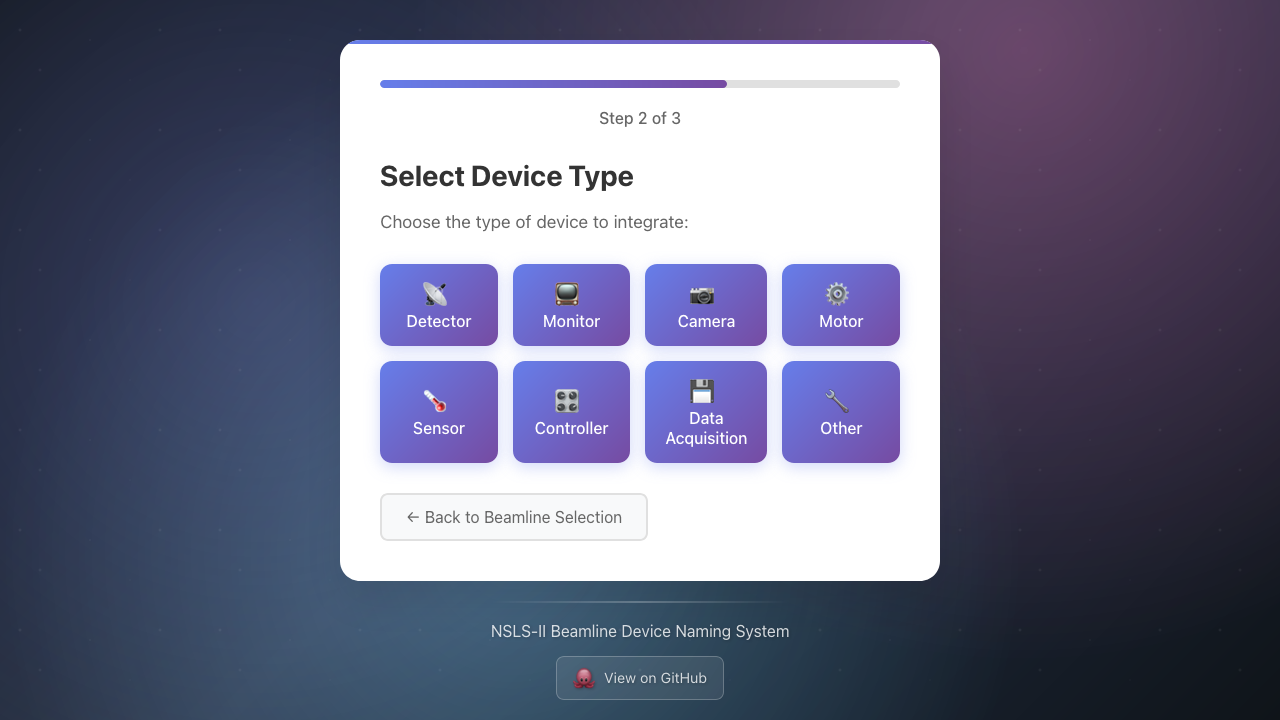 Step 2 of 3
Select Device Type
Choose the type of device to integrate:
Detector
Monitor
Camera
Motor
Sensor
Controller
Data
Acquisition
Other
← Back to Beamline Selection
NSLS-II Beamline Device Naming System
View on GitHub